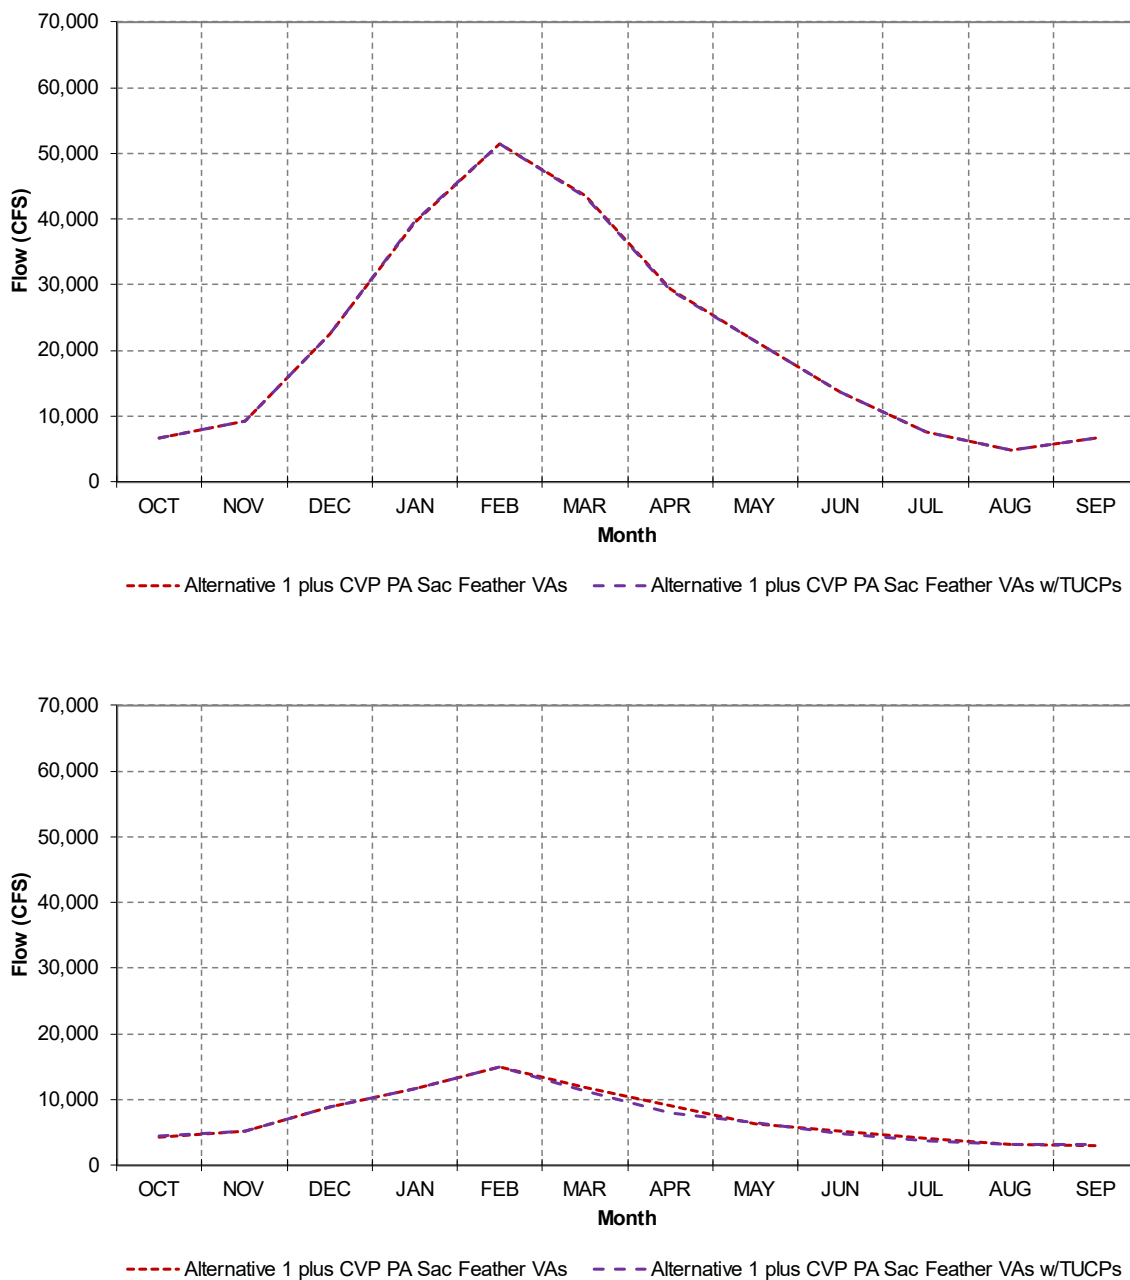 70,000
60,000
50,000
40,000
30,000
20,000
10,000
0
Flow (CFS)
OCT NOV DEC JAN FEB MAR APR MAY JUN JUL AUG SEP
Month
Alternative 1 plus CVP PA Sac Feather VAs Alternative 1 plus CVP PA Sac Feather VAs w/TUCPs
70,000
60,000
50,000
40,000
30,000
20,000
10,000
0
Flow (CFS)
OCT NOV DEC JAN FEB MAR APR MAY JUN JUL AUG SEP
Month
Alternative 1 plus CVP PA Sac Feather VAs Alternative 1 plus CVP PA Sac Feather VAs w/TUCPs